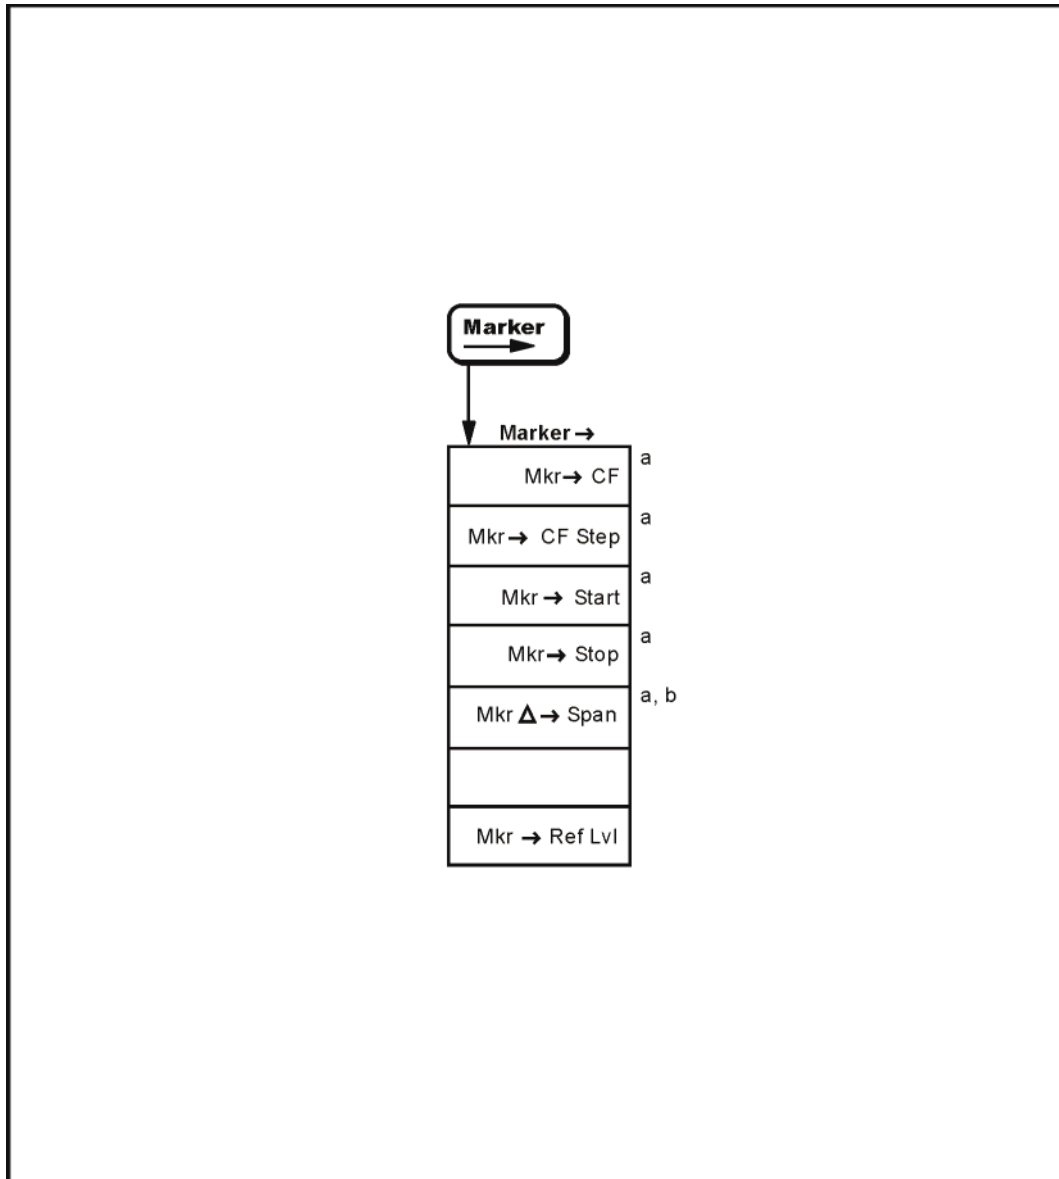 Marker
Marker →
Mkr → CF
a
Mkr → CF Step
a
Mkr → Start
a
Mkr → Stop
a
Mkr Δ → Span
a, b
Mkr → Ref Lvl